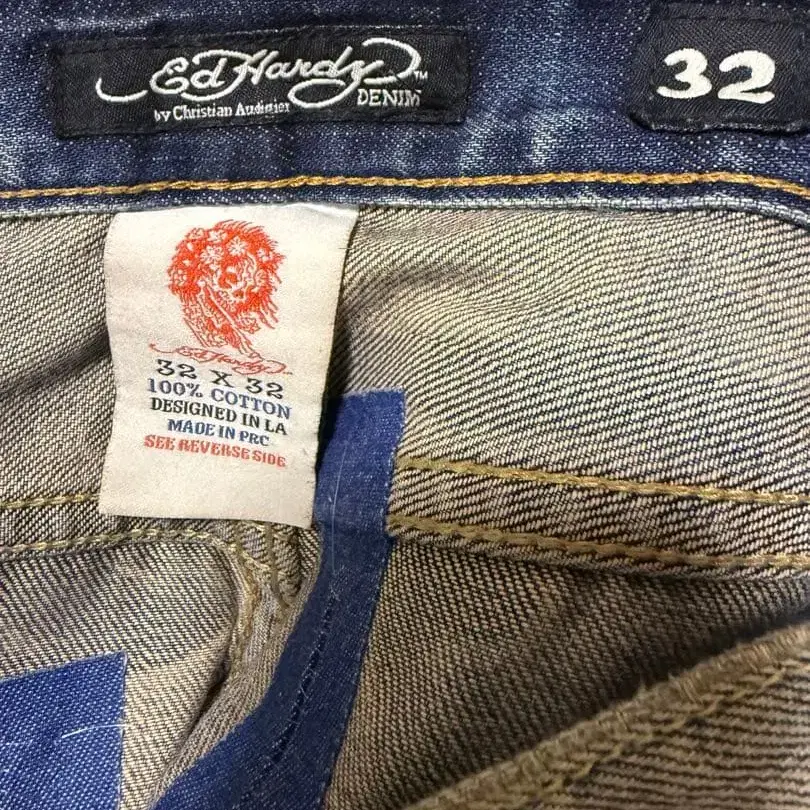 Ed Hardy™
by Christian Audigier DENIM
32
Ed Hardy
32 X 32
100% COTTON
DESIGNED IN LA
MADE IN PRC
SEE REVERSE SIDE